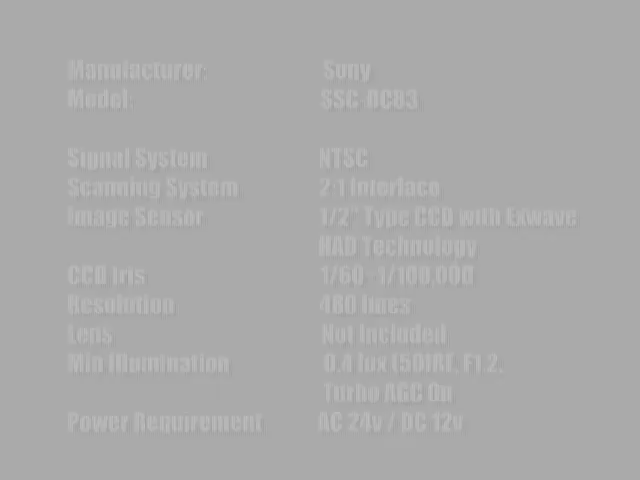 Manufacturer: Sony
Model: SSC-DC83
Signal System NTSC
Scanning System 2:1 Interlace
Image Sensor 1/2" Type CCD with Exwave
HAD Technology
CCD Iris 1/60 -1/100,000
Resolution 480 lines
Lens Not Included
Min Illumination 0.4 lux (50IRE, F1.2,
Turbo AGC On
Power Requirement AC 24v / DC 12v